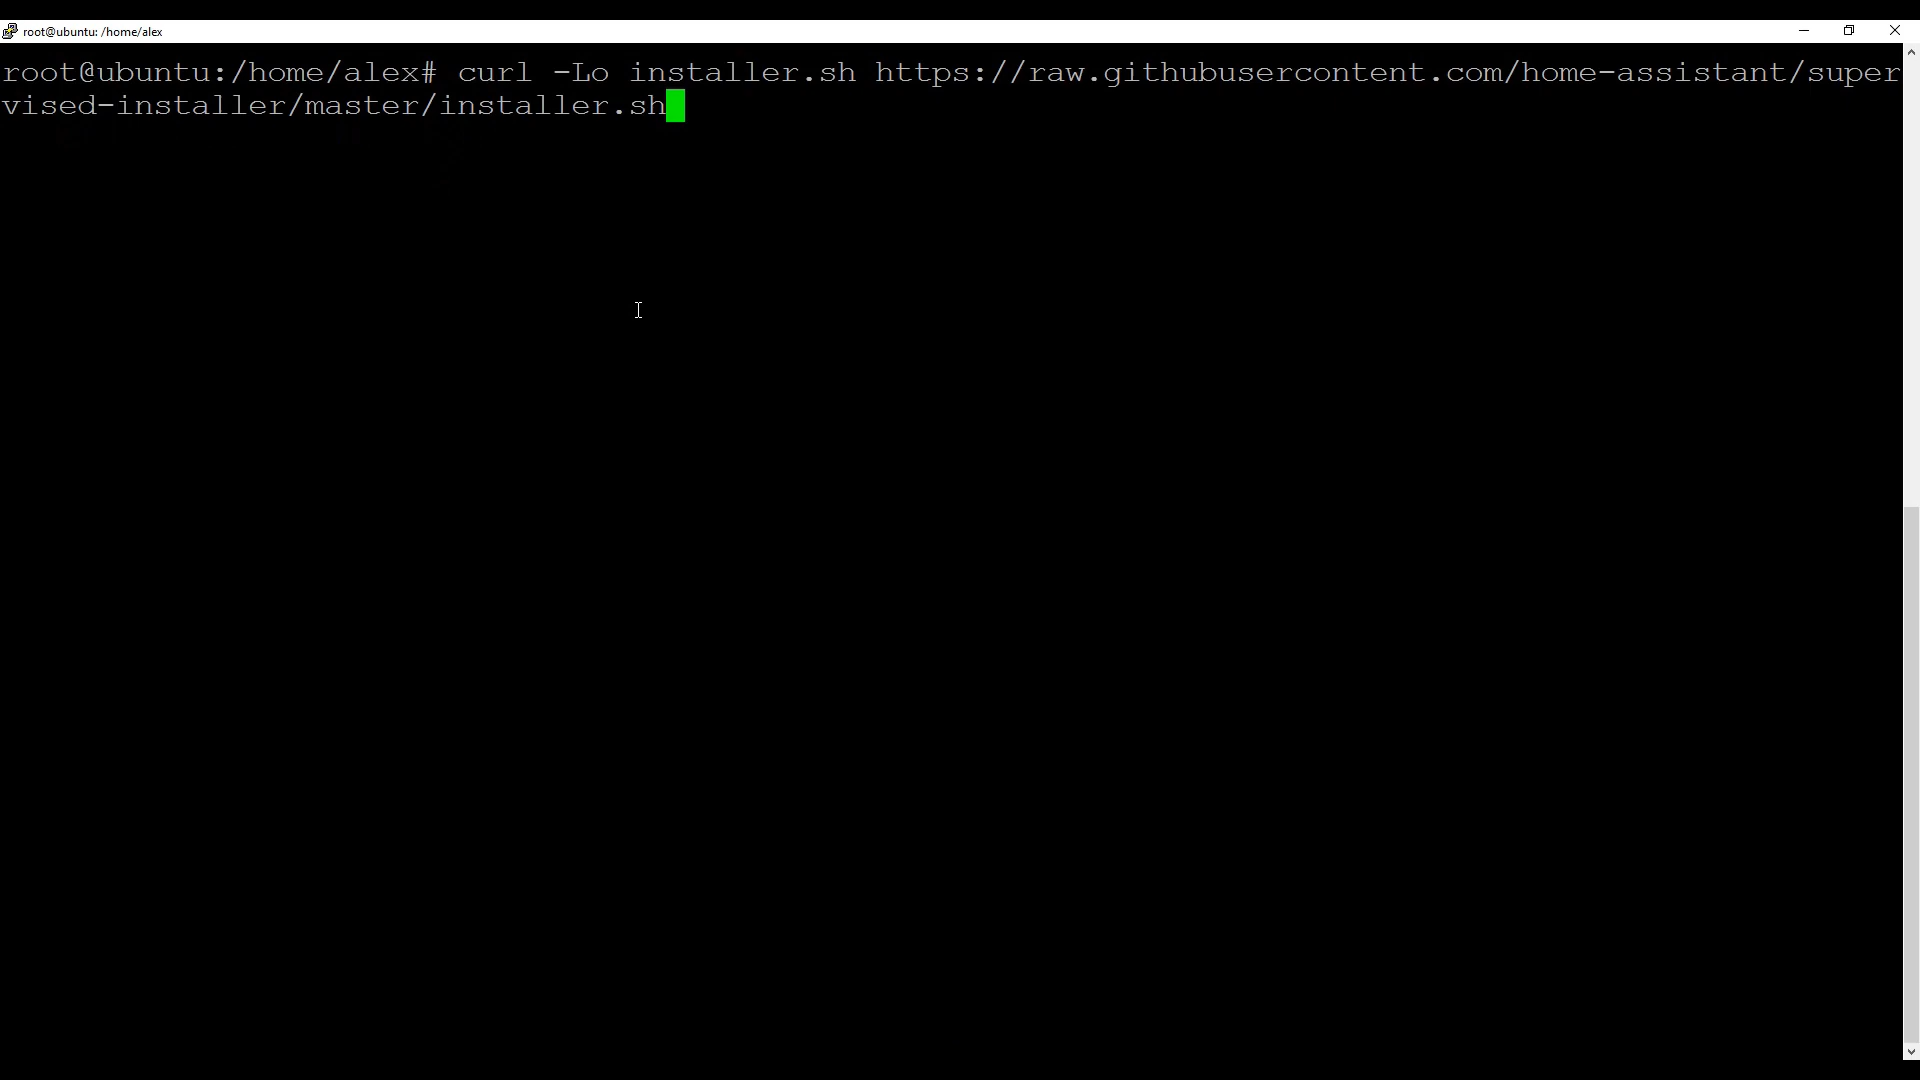 root@ubuntu: /home/alex
root@ubuntu:/home/alex# curl -Lo installer.sh https://raw.githubusercontent.com/home-assistant/super
vised-installer/master/installer.sh